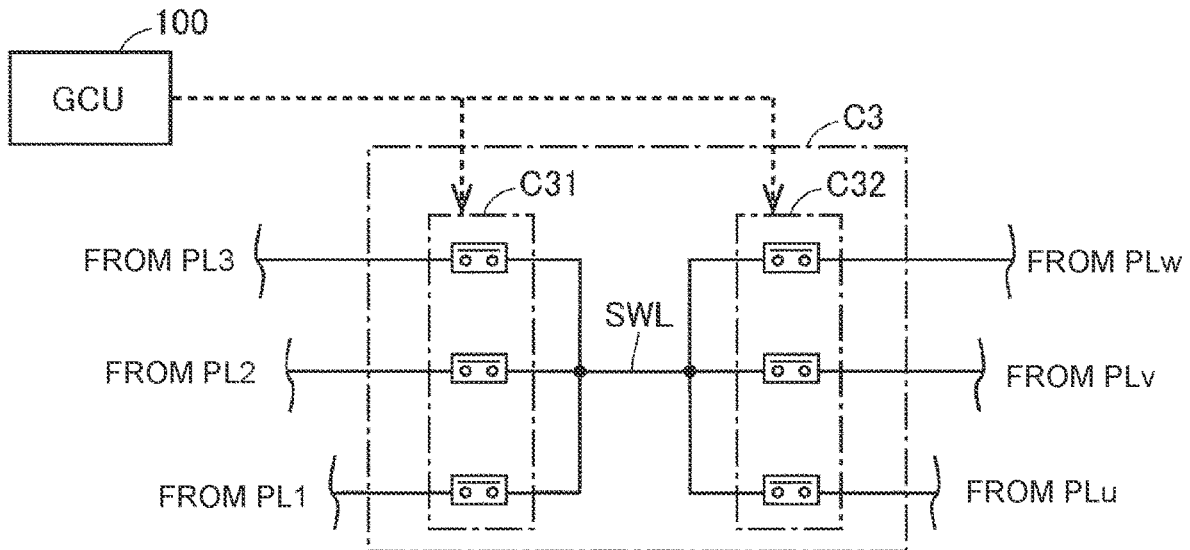 100
GCU
C3
C31
C32
FROM PL3
FROM PLw
SWL
FROM PL2
FROM PLv
FROM PL1
FROM PLu